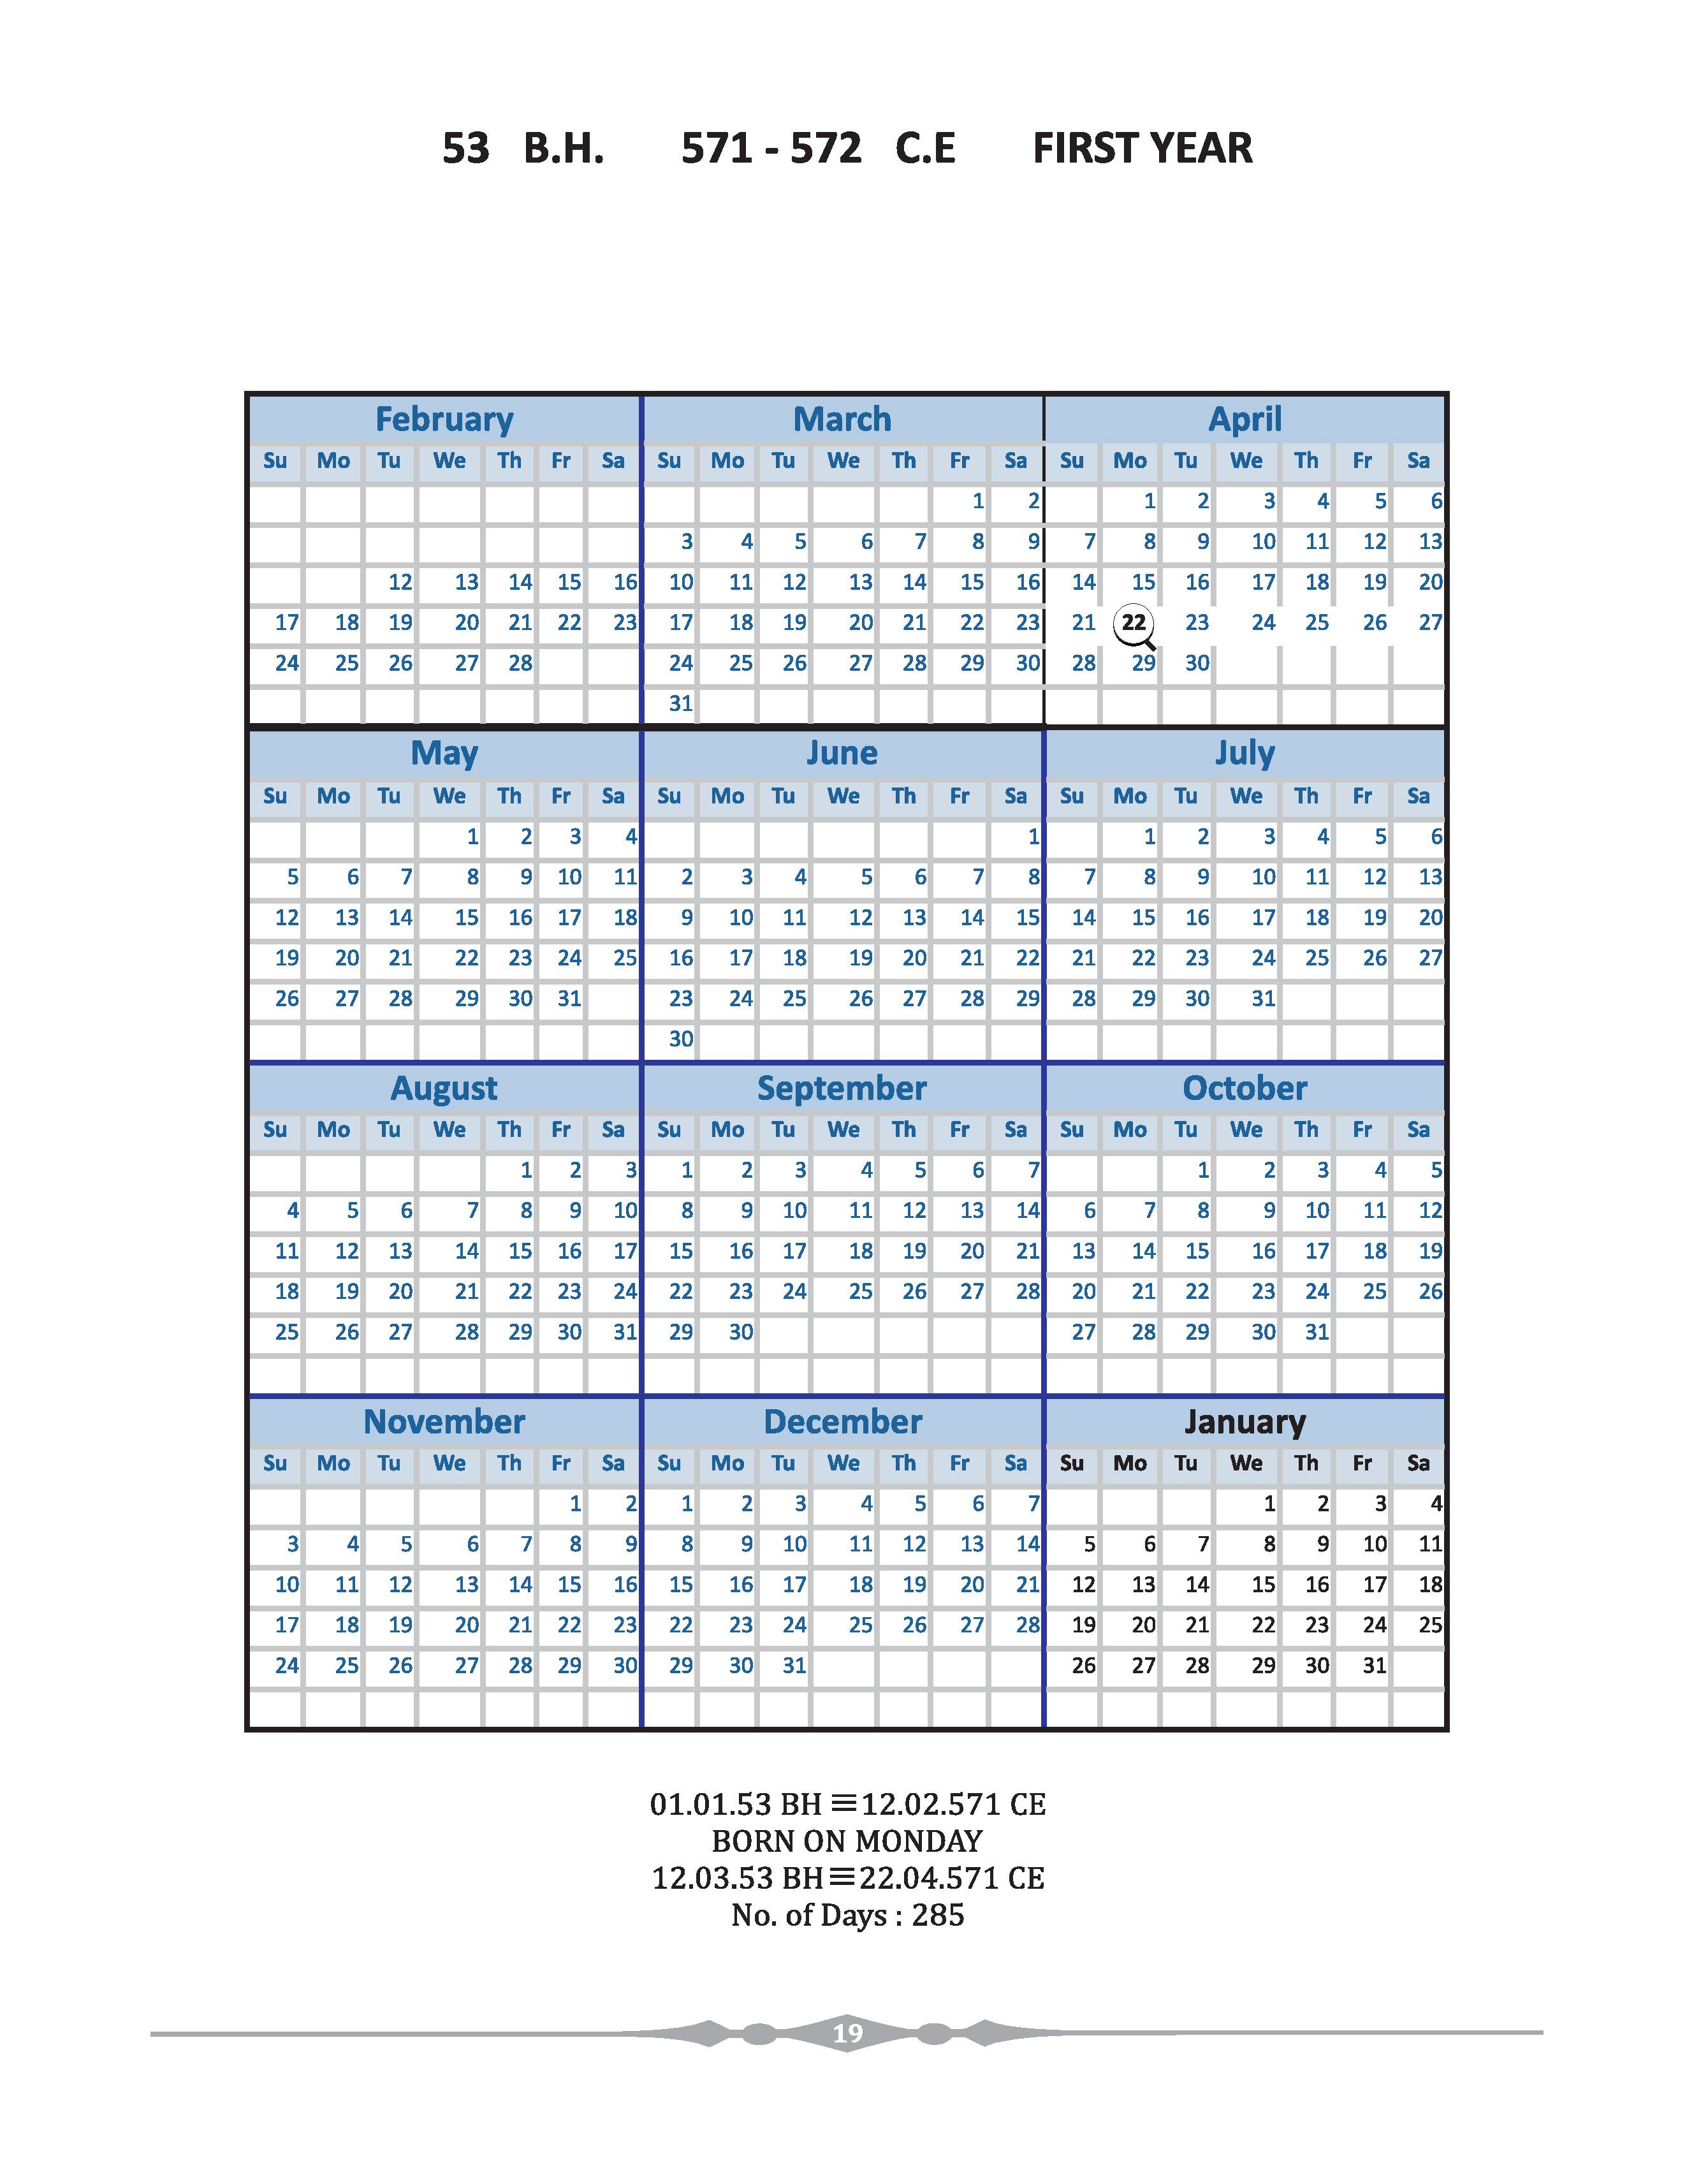 53 B.H. 571 - 572 C.E FIRST YEAR
February March April
Su Mo Tu We Th Fr Sa Su Mo Tu We Th Fr Sa Su Mo Tu We Th Fr Sa
1 2 1 2 3 4 5 6
3 4 5 6 7 8 9 7 8 9 10 11 12 13
12 13 14 15 16 10 11 12 13 14 15 16 14 15 16 17 18 19 20
17 18 19 20 21 22 23 17 18 19 20 21 22 23 21 22 23 24 25 26 27
24 25 26 27 28 24 25 26 27 28 29 30 28 29 30
31
May June July
Su Mo Tu We Th Fr Sa Su Mo Tu We Th Fr Sa Su Mo Tu We Th Fr Sa
1 2 3 4 1 1 2 3 4 5 6
5 6 7 8 9 10 11 2 3 4 5 6 7 8 7 8 9 10 11 12 13
12 13 14 15 16 17 18 9 10 11 12 13 14 15 14 15 16 17 18 19 20
19 20 21 22 23 24 25 16 17 18 19 20 21 22 21 22 23 24 25 26 27
26 27 28 29 30 31 23 24 25 26 27 28 29 28 29 30 31
30
August September October
Su Mo Tu We Th Fr Sa Su Mo Tu We Th Fr Sa Su Mo Tu We Th Fr Sa
1 2 3 1 2 3 4 5 6 7 1 2 3 4 5
4 5 6 7 8 9 10 8 9 10 11 12 13 14 6 7 8 9 10 11 12
11 12 13 14 15 16 17 15 16 17 18 19 20 21 13 14 15 16 17 18 19
18 19 20 21 22 23 24 22 23 24 25 26 27 28 20 21 22 23 24 25 26
25 26 27 28 29 30 31 29 30 27 28 29 30 31
November December January
Su Mo Tu We Th Fr Sa Su Mo Tu We Th Fr Sa Su Mo Tu We Th Fr Sa
1 2 1 2 3 4 5 6 7 1 2 3 4
3 4 5 6 7 8 9 8 9 10 11 12 13 14 5 6 7 8 9 10 11
10 11 12 13 14 15 16 15 16 17 18 19 20 21 12 13 14 15 16 17 18
17 18 19 20 21 22 23 22 23 24 25 26 27 28 19 20 21 22 23 24 25
24 25 26 27 28 29 30 29 30 31 26 27 28 29 30 31
01.01.53 BH ≡12.02.571 CE
BORN ON MONDAY
12.03.53 BH≡22.04.571 CE
No. of Days : 285
19